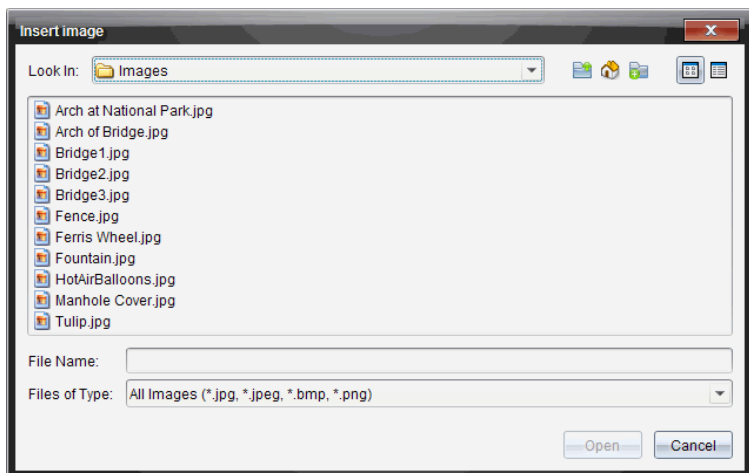 Insert image
Look In: Images
Arch at National Park.jpg
Arch of Bridge.jpg
Bridge1.jpg
Bridge2.jpg
Bridge3.jpg
Fence.jpg
Ferris Wheel.jpg
Fountain.jpg
HotAirBalloons.jpg
Manhole Cover.jpg
Tulip.jpg
File Name:
Files of Type: All Images (*.jpg, *.jpeg, *.bmp, *.png)
Open Cancel